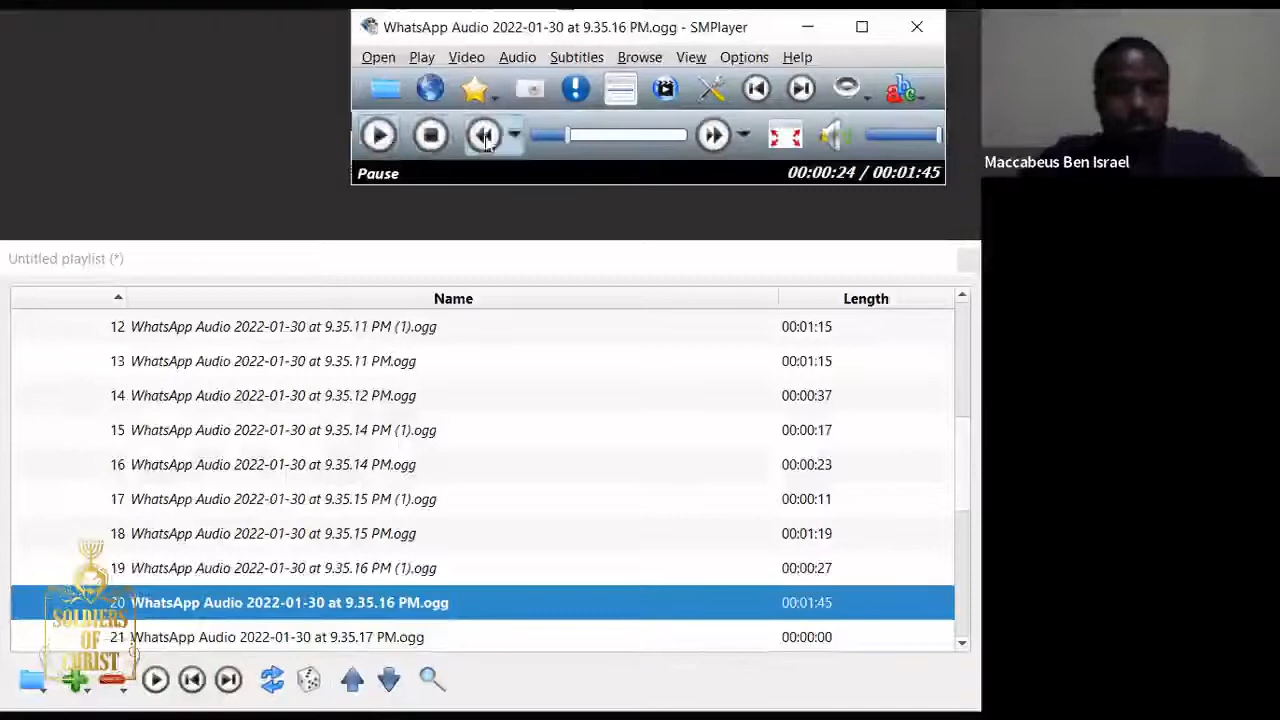 WhatsApp Audio 2022-01-30 at 9.35.16 PM.ogg - SMPlayer
Open Play Video Audio Subtitles Browse View Options Help
abc
Pause 00:00:24 / 00:01:45
Maccabeus Ben Israel
Untitled playlist (*)
Name Length
12 WhatsApp Audio 2022-01-30 at 9.35.11 PM (1).ogg 00:01:15
13 WhatsApp Audio 2022-01-30 at 9.35.11 PM.ogg 00:01:15
14 WhatsApp Audio 2022-01-30 at 9.35.12 PM.ogg 00:00:37
15 WhatsApp Audio 2022-01-30 at 9.35.14 PM (1).ogg 00:00:17
16 WhatsApp Audio 2022-01-30 at 9.35.14 PM.ogg 00:00:23
17 WhatsApp Audio 2022-01-30 at 9.35.15 PM (1).ogg 00:00:11
18 WhatsApp Audio 2022-01-30 at 9.35.15 PM.ogg 00:01:19
19 WhatsApp Audio 2022-01-30 at 9.35.16 PM (1).ogg 00:00:27
20 WhatsApp Audio 2022-01-30 at 9.35.16 PM.ogg 00:01:45
21 WhatsApp Audio 2022-01-30 at 9.35.17 PM.ogg 00:00:00
SOLDIERS
OF
CHRIST